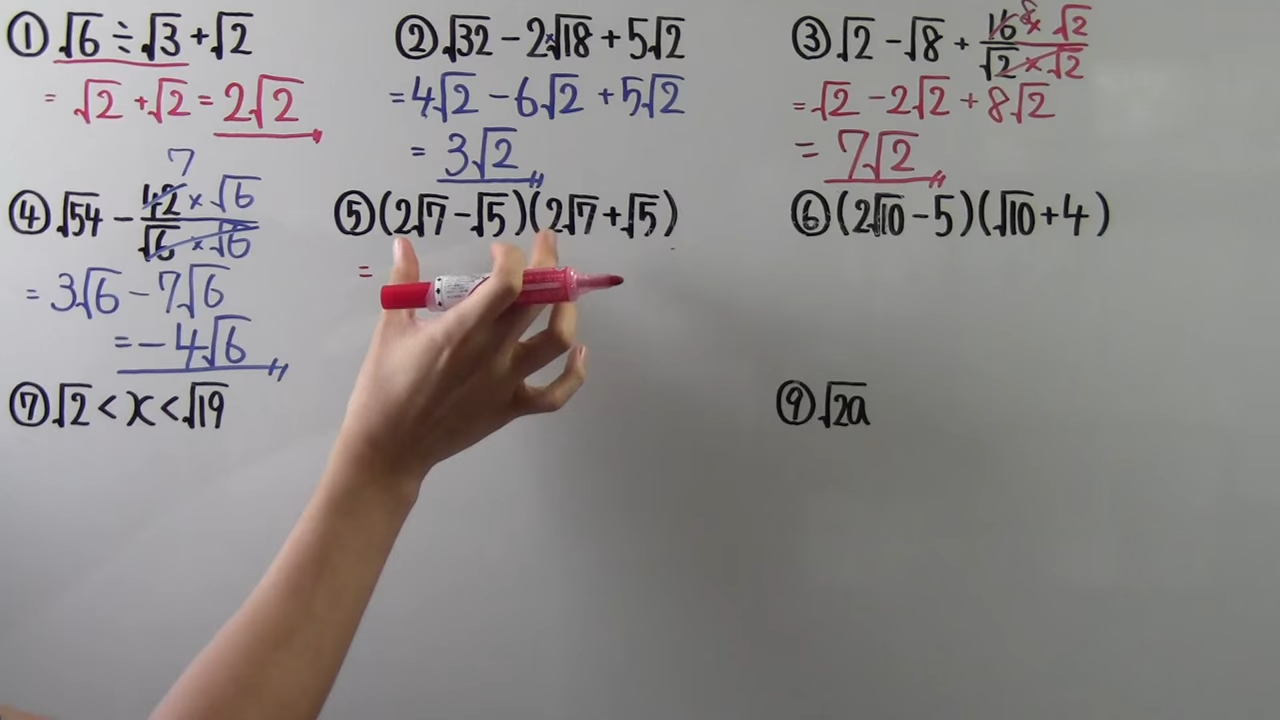 ① √6 ÷ √3 + √2
= √2 + √2 = 2√2
② √32 - 2×√18 + 5√2
= 4√2 - 6√2 + 5√2
= 3√2
③ √2 - √8 + 16 8 × √2 / √2 × √2
= √2 - 2√2 + 8√2
= 7√2
④ √54 - 7 42 × √6 / √6 × √6
= 3√6 - 7√6
= -4√6
⑤ (2√7 - √5)(2√7 + √5)
=
⑥ (2√10 - 5)(√10 + 4)
⑦ √2 < x < √19
⑨ √2a